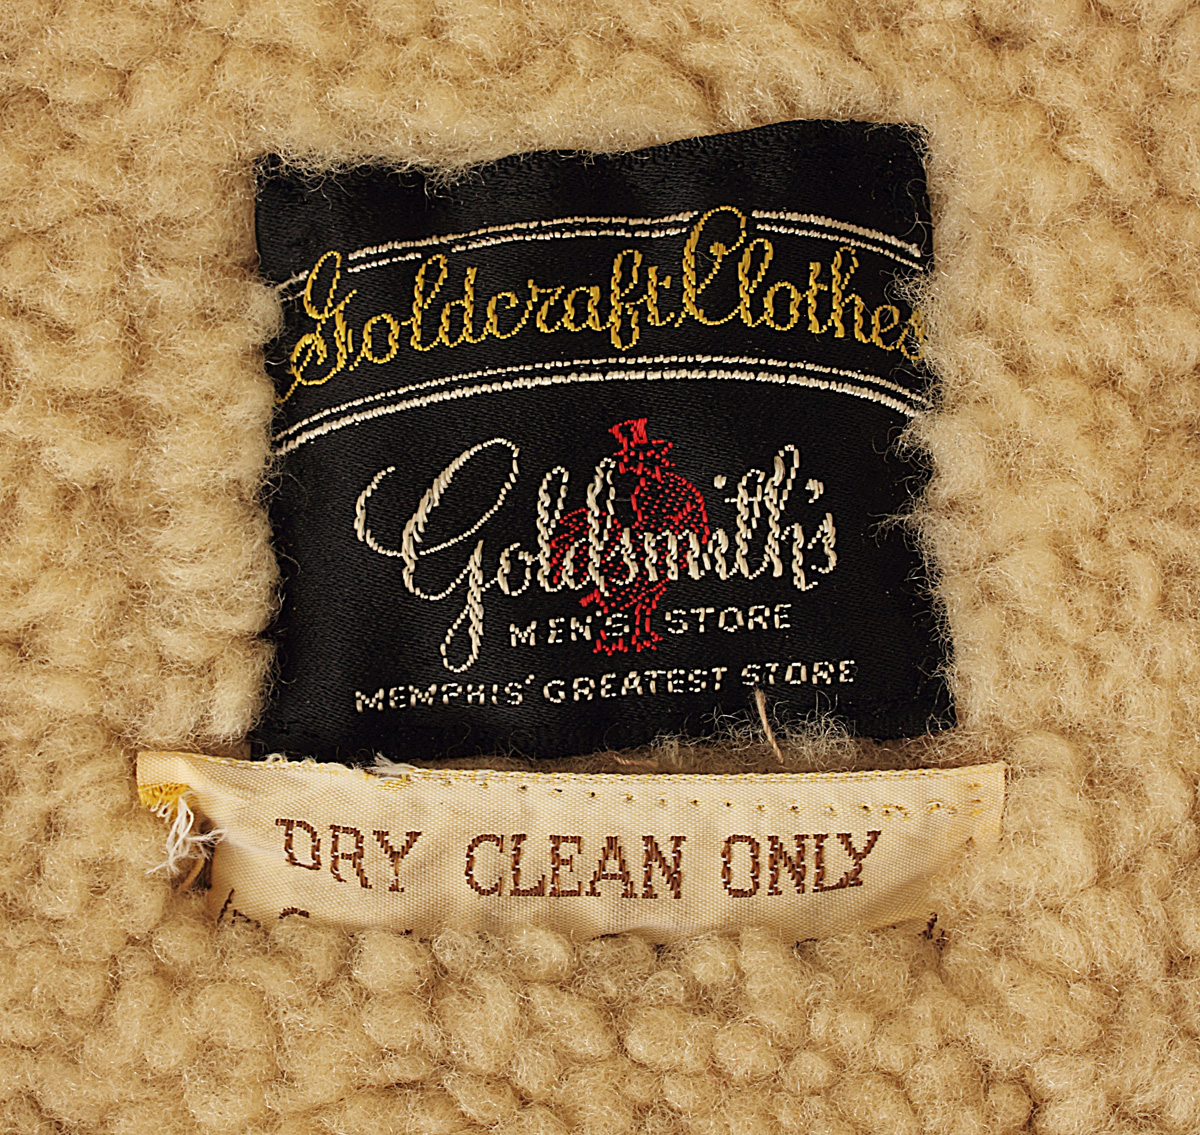 Goldcraft Clothes
Goldsmith's
MEN'S STORE
MEMPHIS' GREATEST STORE
DRY CLEAN ONLY